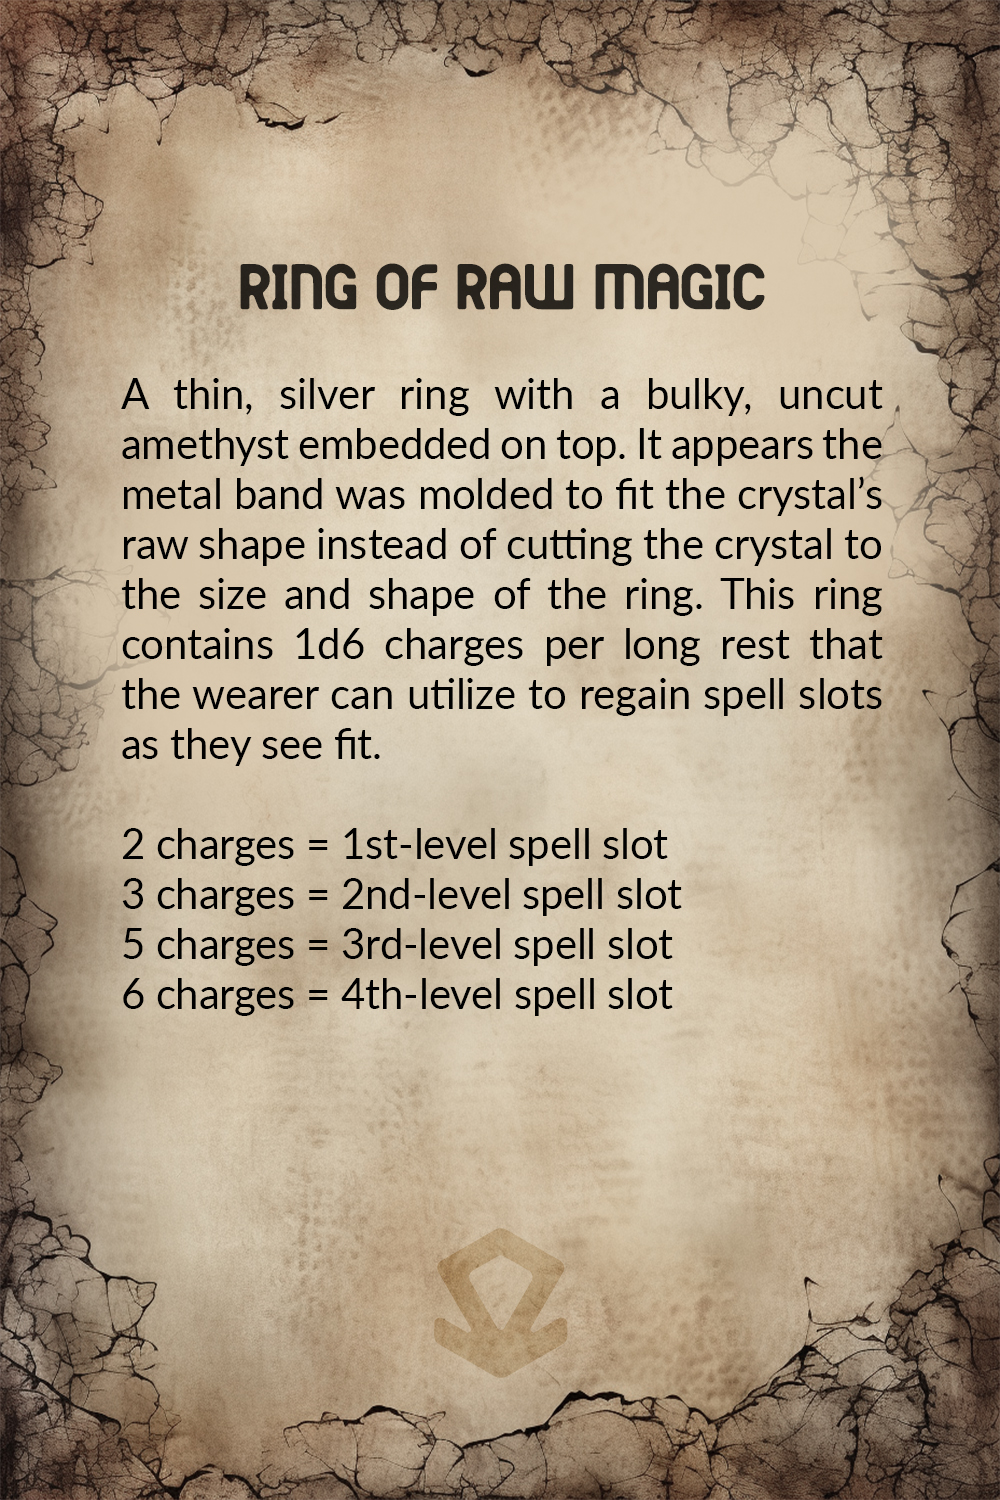 RING OF RAW MAGIC
A thin, silver ring with a bulky, uncut
amethyst embedded on top. It appears the
metal band was molded to fit the crystal’s
raw shape instead of cutting the crystal to
the size and shape of the ring. This ring
contains 1d6 charges per long rest that
the wearer can utilize to regain spell slots
as they see fit.
2 charges = 1st-level spell slot
3 charges = 2nd-level spell slot
5 charges = 3rd-level spell slot
6 charges = 4th-level spell slot